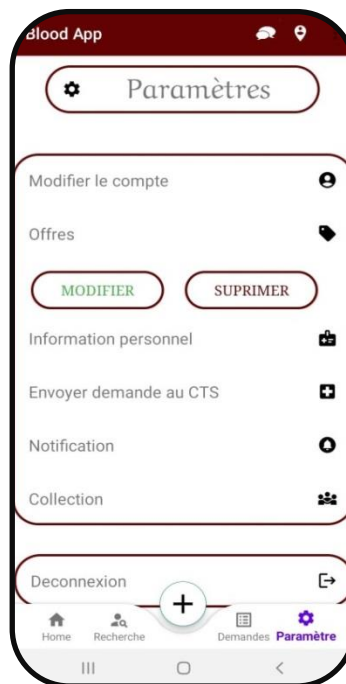 Blood App
Paramètres
Modifier le compte
Offres
MODIFIER SUPRIMER
Information personnel
Envoyer demande au CTS
Notification
Collection
Deconnexion
Home Recherche Demandes Paramètre